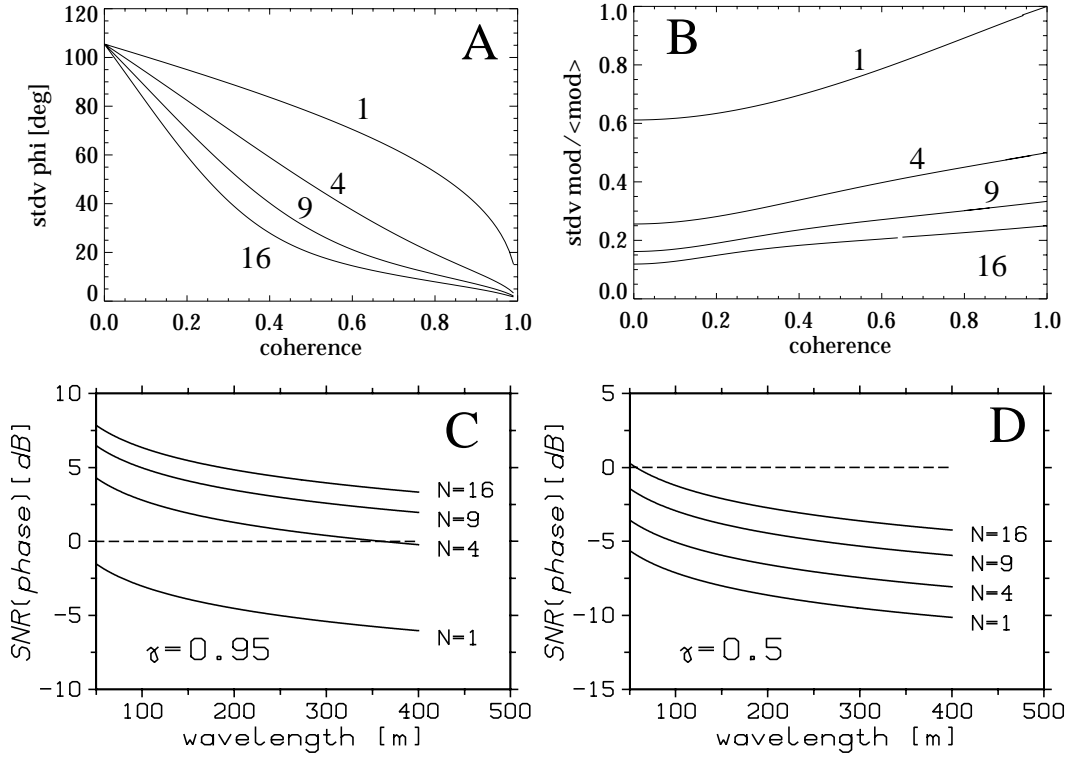 A
stdv phi [deg]
120
100
80
60
40
20
0
1
4
9
16
0.0 0.2 0.4 0.6 0.8 1.0
coherence
B
stdv mod/<mod>
1.0
0.8
0.6
0.4
0.2
0.0
1
4
9
16
0.0 0.2 0.4 0.6 0.8 1.0
coherence
C
SNR(phase)[dB]
10
5
0
-5
-10
N=16
N=9
N=4
N=1
γ=0.95
100 200 300 400 500
wavelength [m]
D
SNR(phase)[dB]
5
0
-5
-10
-15
N=16
N=9
N=4
N=1
γ=0.5
100 200 300 400 500
wavelength [m]